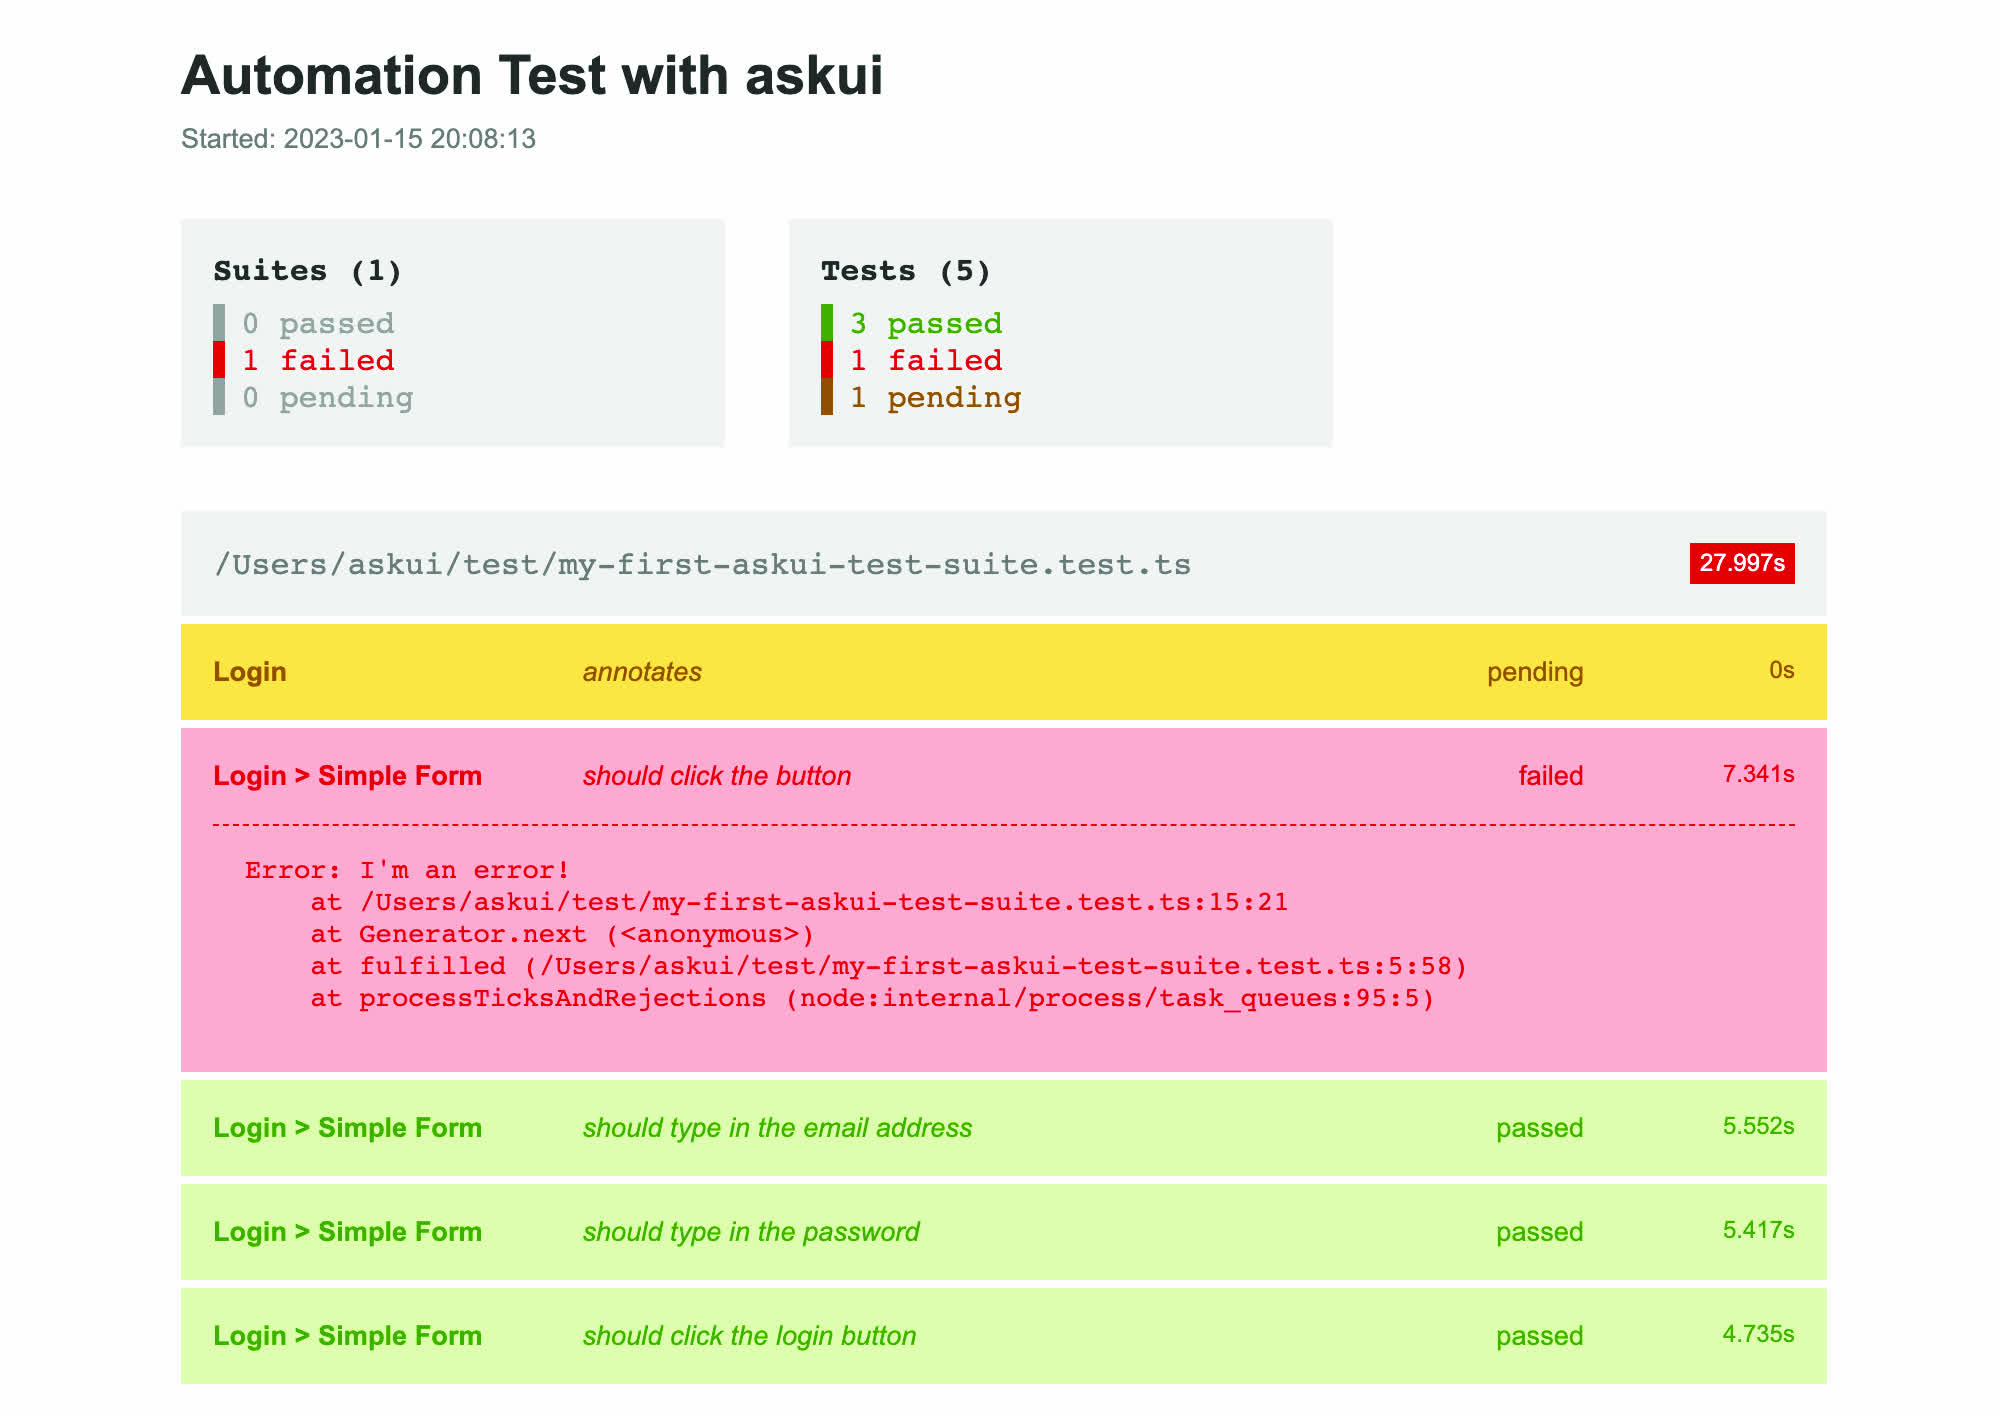 Automation Test with askui
Started: 2023-01-15 20:08:13
Suites (1)
0 passed
1 failed
0 pending
Tests (5)
3 passed
1 failed
1 pending
/Users/askui/test/my-first-askui-test-suite.test.ts 27.997s
Login annotates pending 0s
Login > Simple Form should click the button failed 7.341s
Error: I'm an error!
at /Users/askui/test/my-first-askui-test-suite.test.ts:15:21
at Generator.next (<anonymous>)
at fulfilled (/Users/askui/test/my-first-askui-test-suite.test.ts:5:58)
at processTicksAndRejections (node:internal/process/task_queues:95:5)
Login > Simple Form should type in the email address passed 5.552s
Login > Simple Form should type in the password passed 5.417s
Login > Simple Form should click the login button passed 4.735s